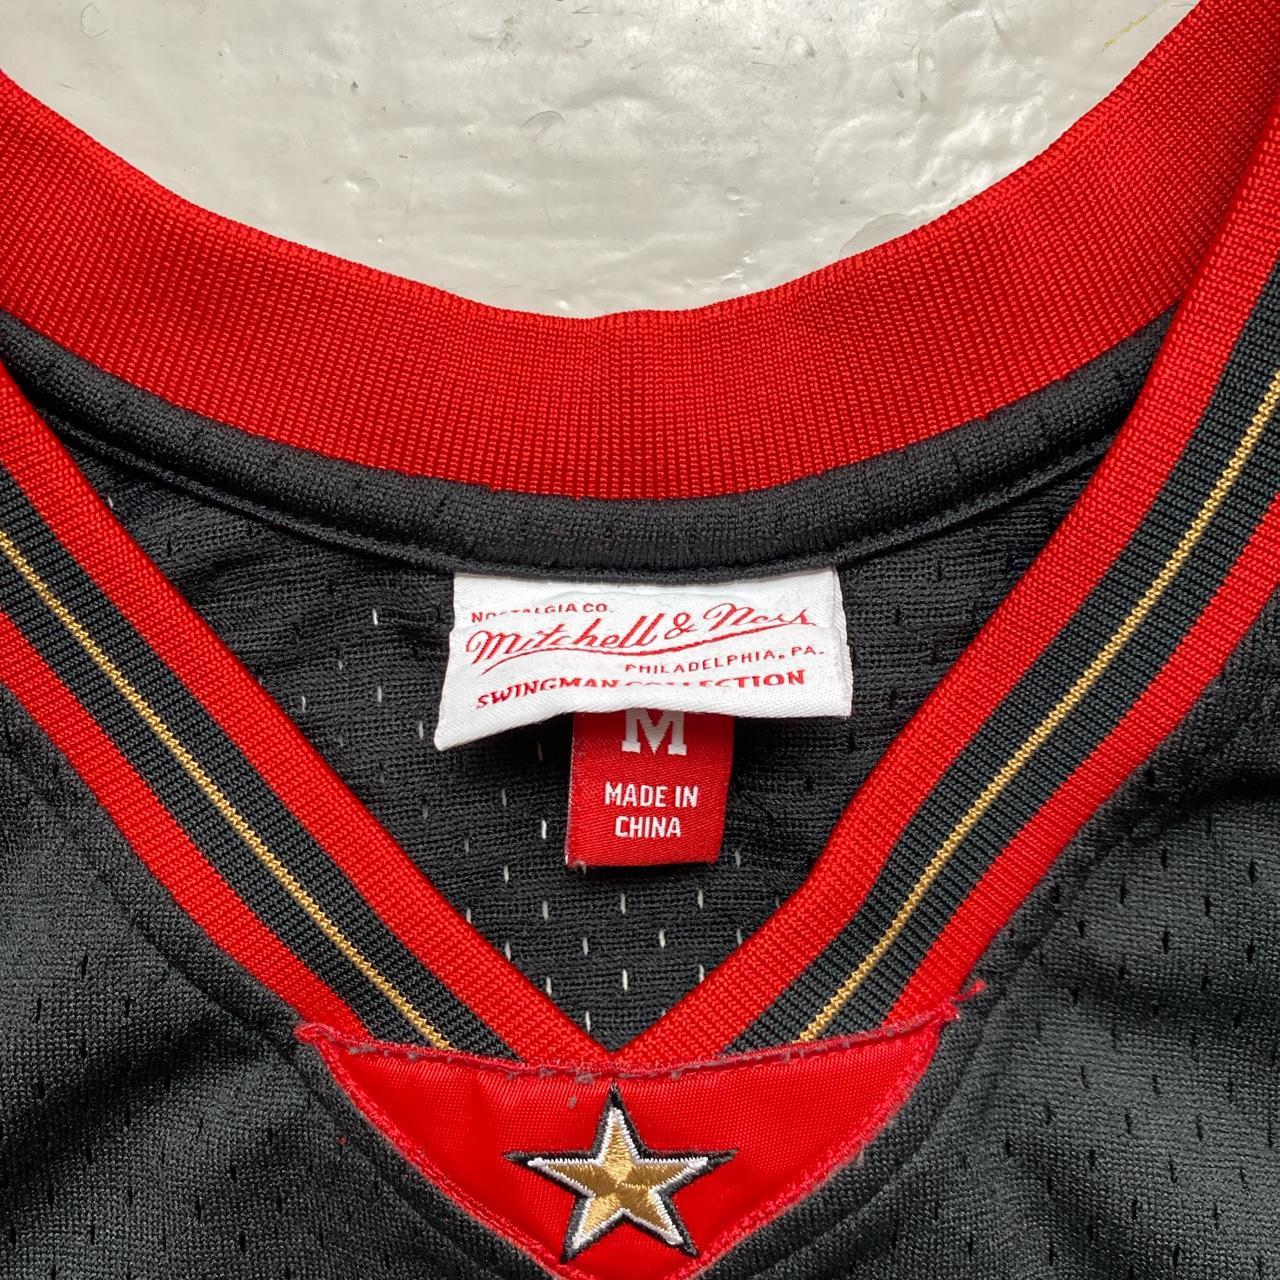 NOSTALGIA CO.
Mitchell & Ness
PHILADELPHIA, PA.
SWINGMAN COLLECTION
M
MADE IN
CHINA